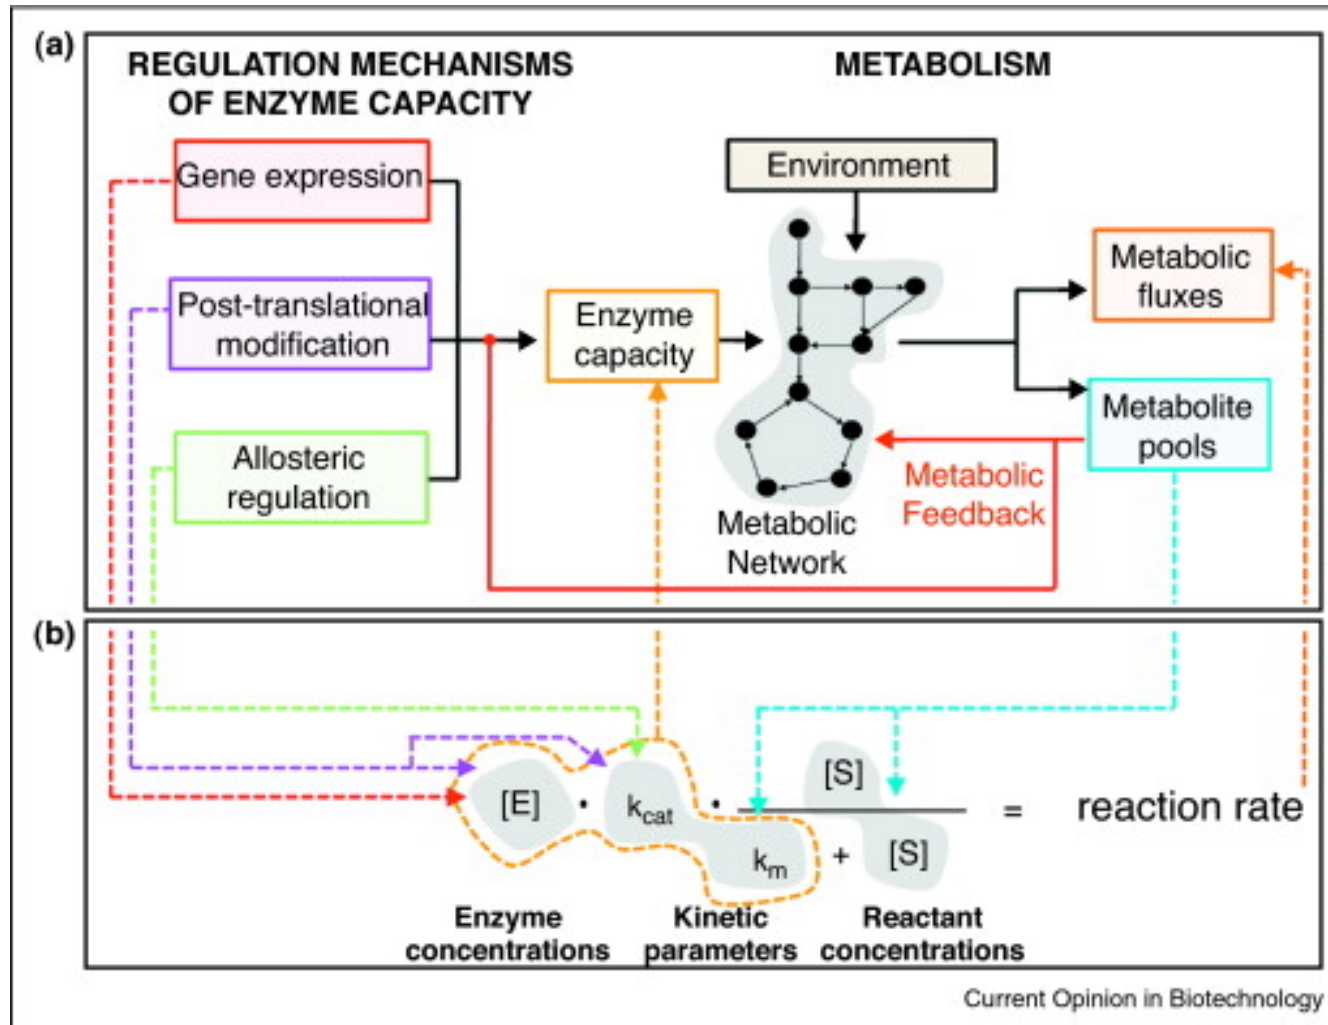 (a)
REGULATION MECHANISMS
OF ENZYME CAPACITY
METABOLISM
Gene expression
Environment
Post-translational
modification
Enzyme
capacity
Metabolic
fluxes
Allosteric
regulation
Metabolite
pools
Metabolic
Feedback
Metabolic
Network
(b)
[E] · kcat · [S]
km + [S]
= reaction rate
Enzyme
concentrations
Kinetic
parameters
Reactant
concentrations
Current Opinion in Biotechnology